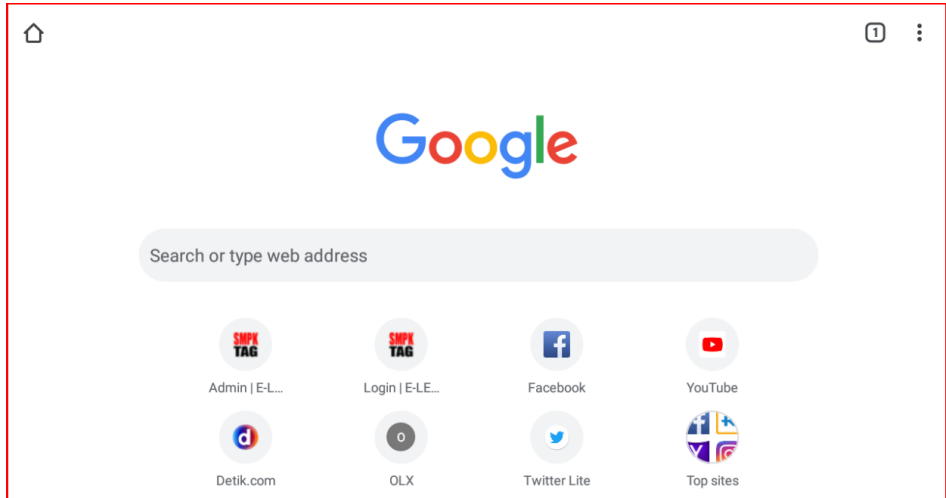 1
Google
Search or type web address
SMPK
TAG
SMPK
TAG
Admin | E-L...
Login | E-LE...
Facebook
YouTube
d
O
Detik.com
OLX
Twitter Lite
Top sites